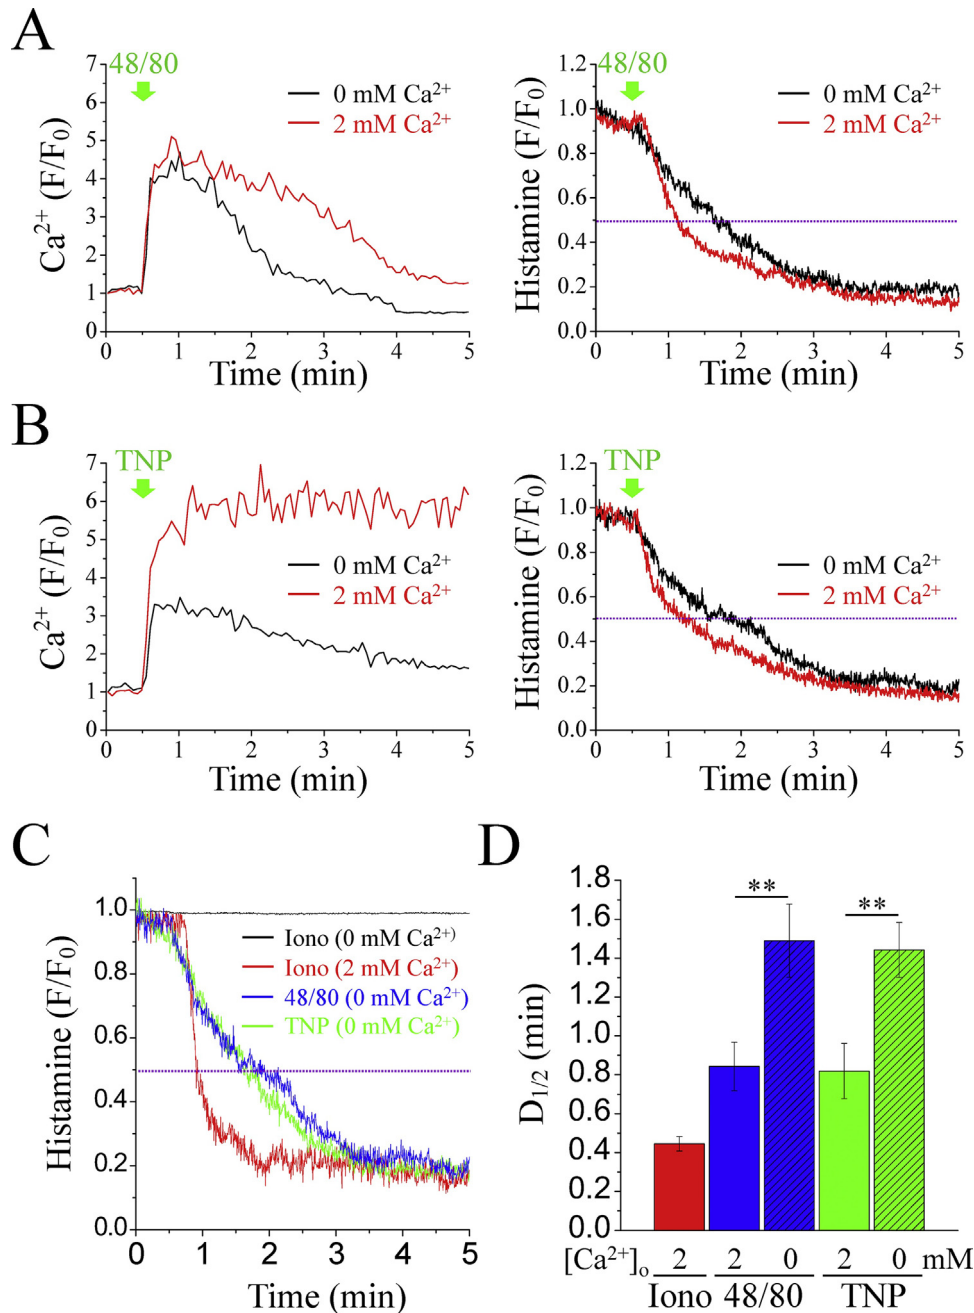 A
48/80
7
6
5
4
3
2
1
0
Ca²⁺ (F/F₀)
0 mM Ca²⁺
2 mM Ca²⁺
0 1 2 3 4 5
Time (min)
48/80
1.2
1.0
0.8
0.6
0.4
0.2
0.0
Histamine (F/F₀)
0 mM Ca²⁺
2 mM Ca²⁺
0 1 2 3 4 5
Time (min)
B
TNP
7
6
5
4
3
2
1
0
Ca²⁺ (F/F₀)
0 mM Ca²⁺
2 mM Ca²⁺
0 1 2 3 4 5
Time (min)
TNP
1.2
1.0
0.8
0.6
0.4
0.2
0.0
Histamine (F/F₀)
0 mM Ca²⁺
2 mM Ca²⁺
0 1 2 3 4 5
Time (min)
C
1.0
0.8
0.6
0.4
0.2
0.0
Histamine (F/F₀)
Iono (0 mM Ca²⁺)
Iono (2 mM Ca²⁺)
48/80 (0 mM Ca²⁺)
TNP (0 mM Ca²⁺)
0 1 2 3 4 5
Time (min)
D
1.8
1.6
1.4
1.2
1.0
0.8
0.6
0.4
0.2
0.0
D₁/₂ (min)
** **
[Ca²⁺]ₒ 2 2 0 2 0 mM
Iono 48/80 TNP